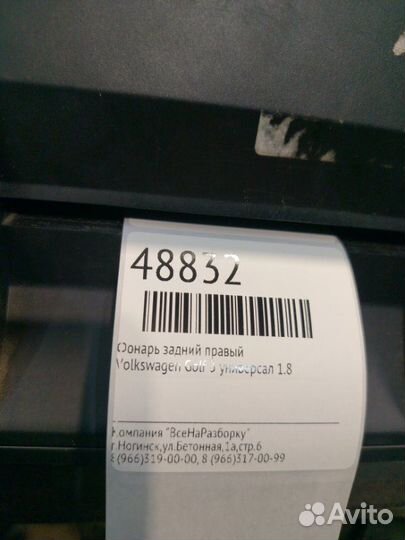 48832
Фонарь задний правый
Volkswagen Golf 3 универсал 1.8
Компания "ВсеНаРазборку"
г.Ногинск,ул.Бетонная,1а,стр.6
8 (966)319-00-00, 8 (966)317-00-99
Avito